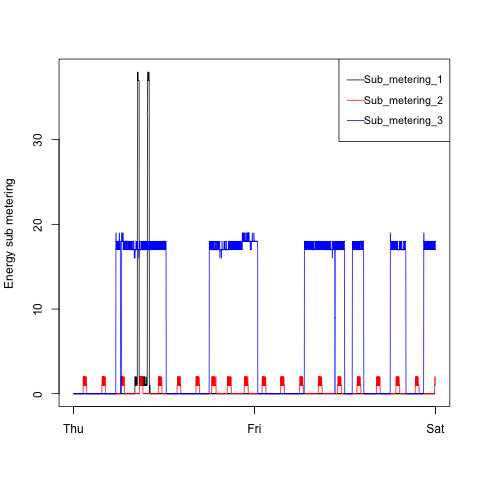 Sub_metering_1
Sub_metering_2
Sub_metering_3
Energy sub metering
30
20
10
0
Thu
Fri
Sat